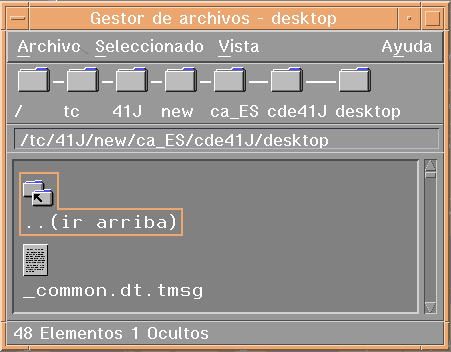 Gestor de archivos - desktop
Archivo Seleccionado Vista Ayuda
/ tc 41J new ca_ES cde41J desktop
/tc/41J/new/ca_ES/cde41J/desktop
..(ir arriba)
_common.dt.tmsg
48 Elementos 1 Ocultos